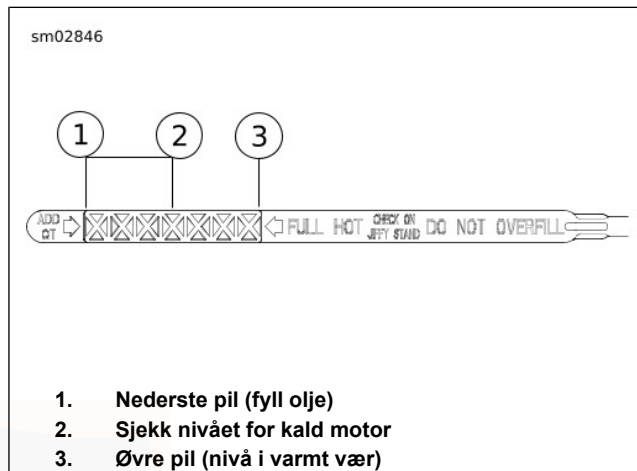 sm02846
1 2 3
ADD CHECK ON
QT FULL HOT JIFFY STAND DO NOT OVERFILL
1. Nederste pil (fyll olje)
2. Sjekk nivået for kald motor
3. Øvre pil (nivå i varmt vær)